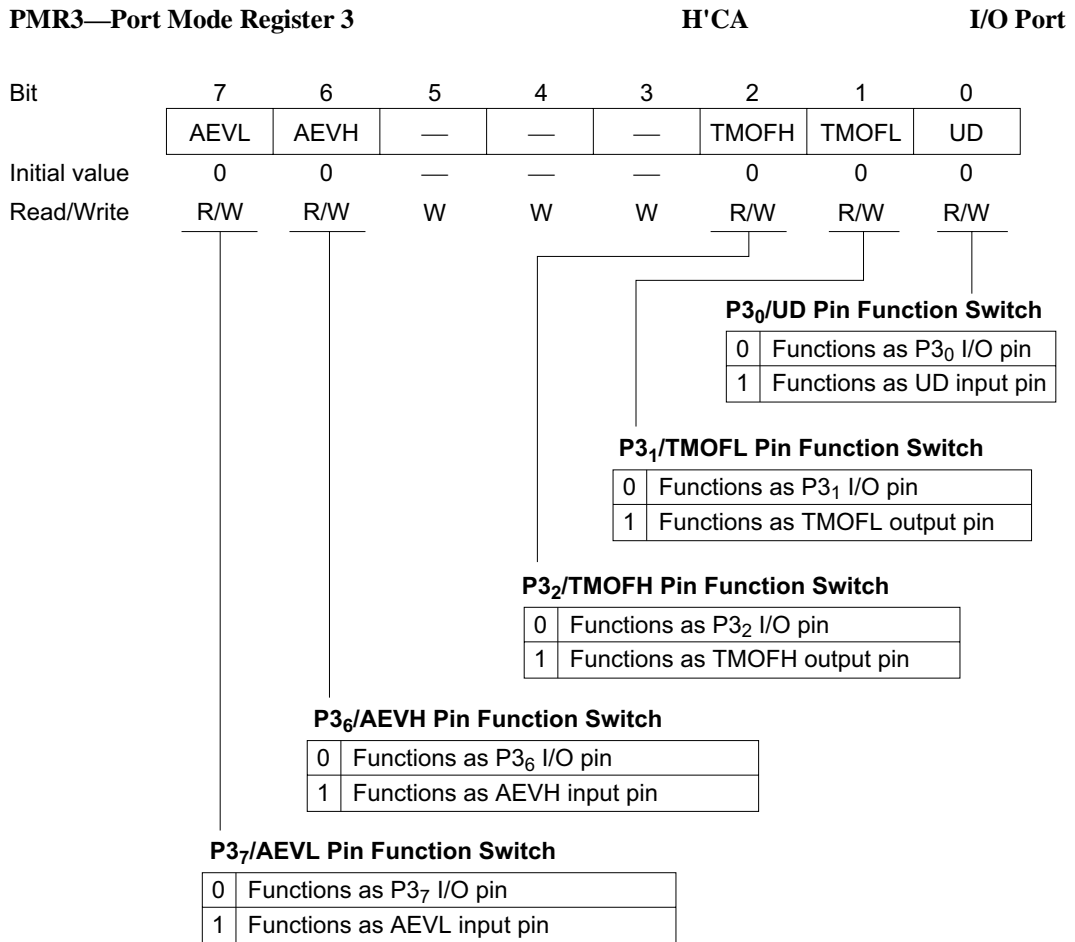 PMR3—Port Mode Register 3 H'CA I/O Port
Bit 7 6 5 4 3 2 1 0
AEVL AEVH — — — TMOFH TMOFL UD
Initial value 0 0 — — — 0 0 0
Read/Write R/W R/W W W W R/W R/W R/W
P3₀/UD Pin Function Switch
0 Functions as P3₀ I/O pin
1 Functions as UD input pin
P3₁/TMOFL Pin Function Switch
0 Functions as P3₁ I/O pin
1 Functions as TMOFL output pin
P3₂/TMOFH Pin Function Switch
0 Functions as P3₂ I/O pin
1 Functions as TMOFH output pin
P3₆/AEVH Pin Function Switch
0 Functions as P3₆ I/O pin
1 Functions as AEVH input pin
P3₇/AEVL Pin Function Switch
0 Functions as P3₇ I/O pin
1 Functions as AEVL input pin